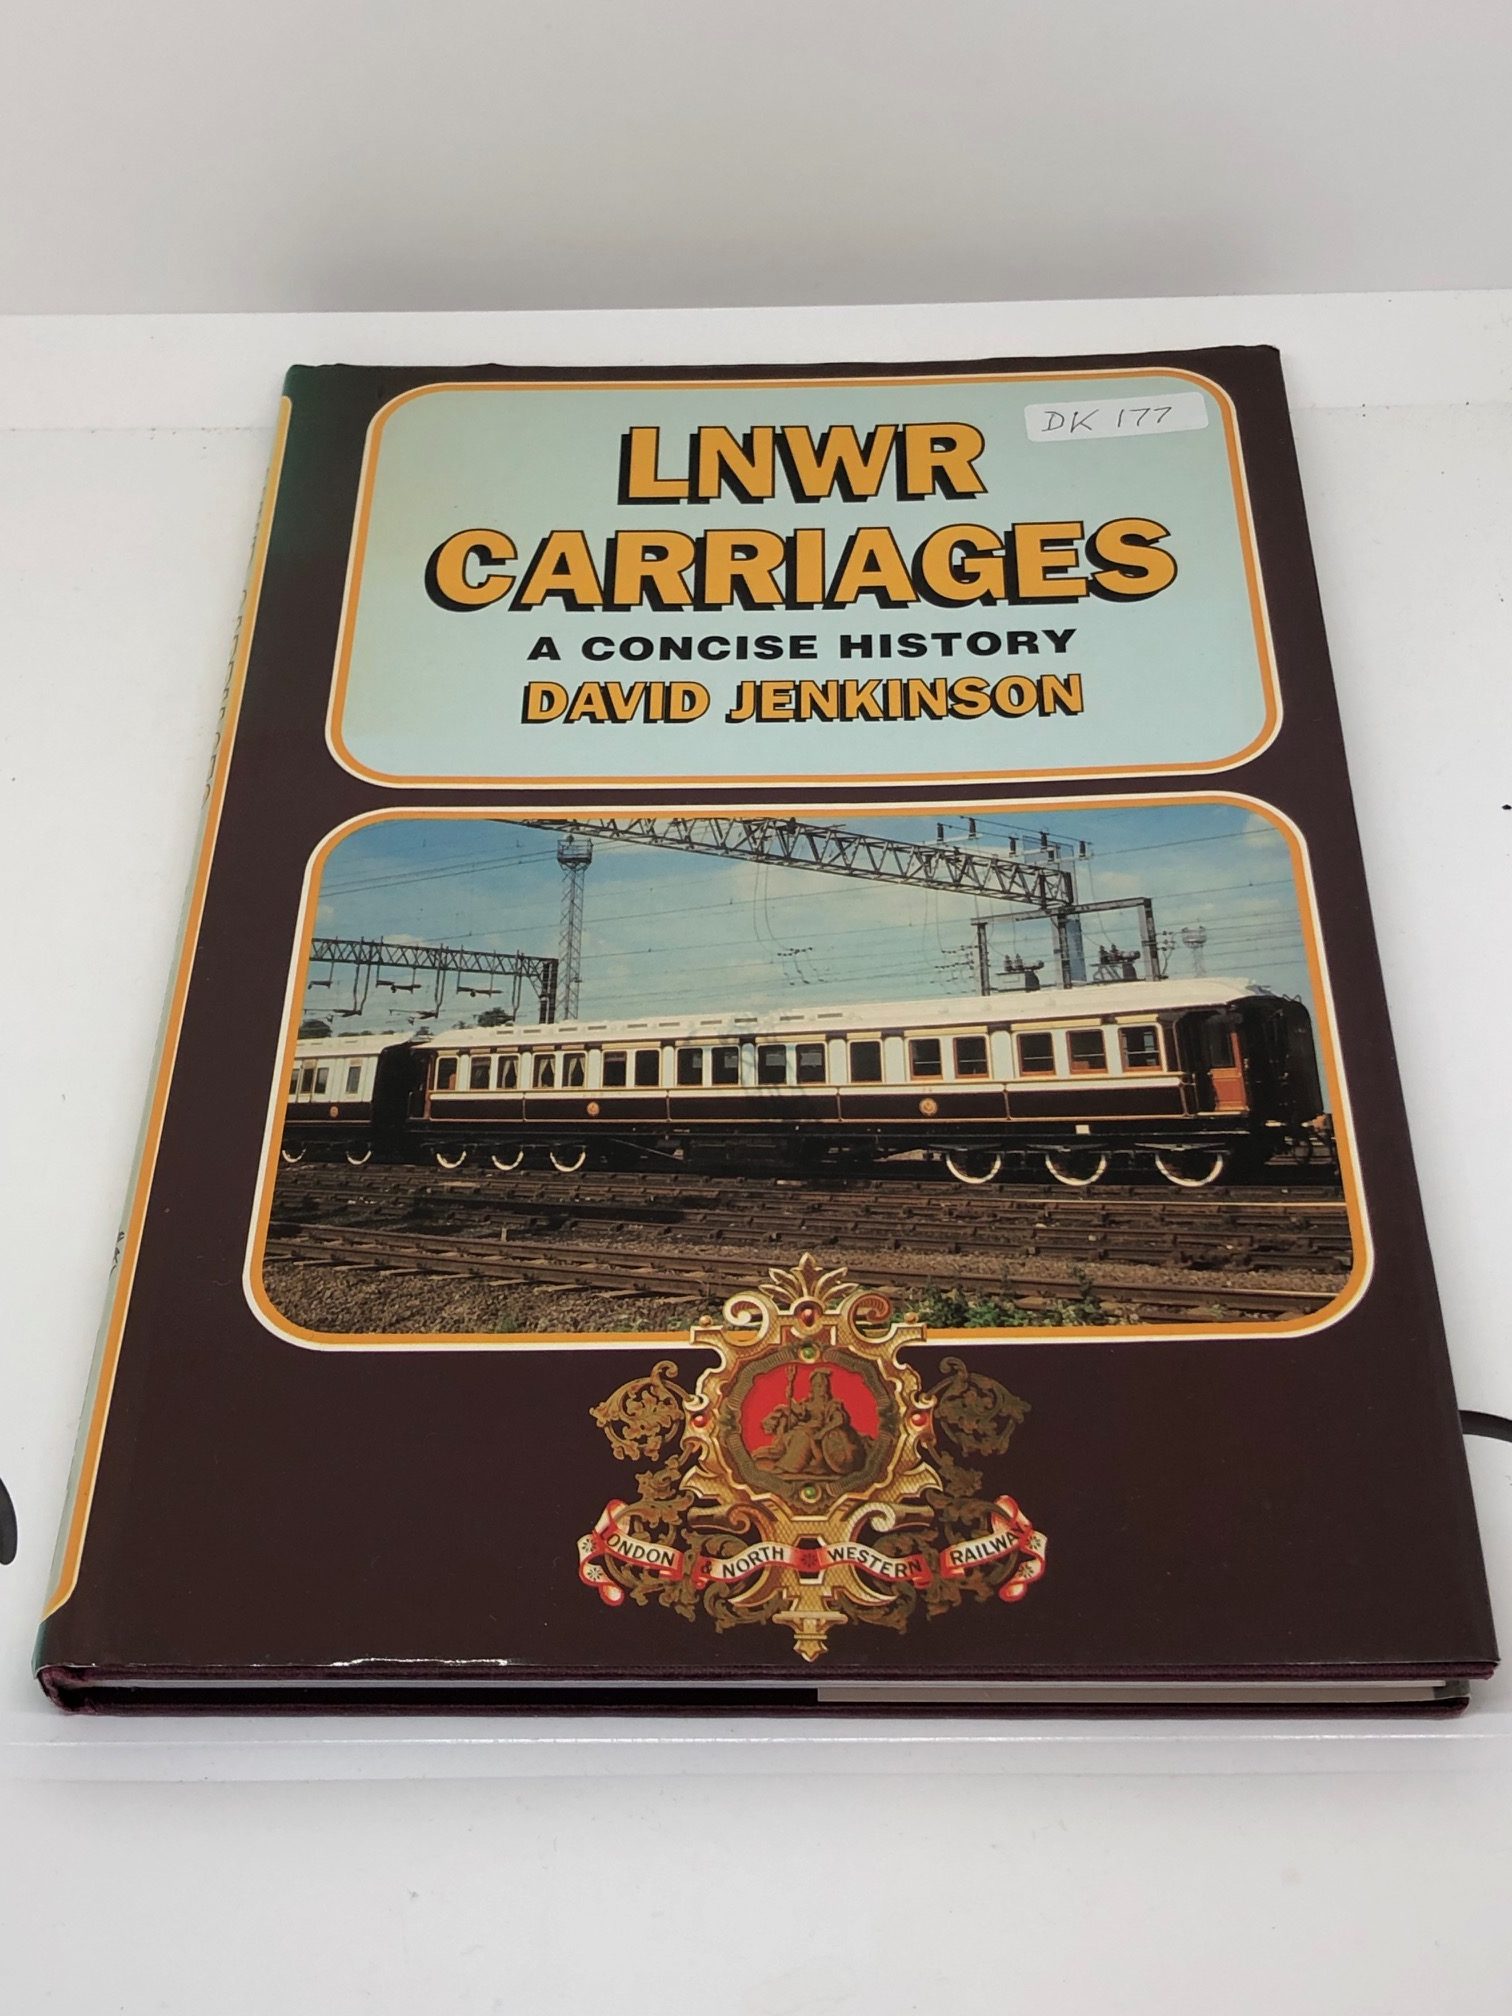 DK 177
LNWR
CARRIAGES
A CONCISE HISTORY
DAVID JENKINSON
LONDON & NORTH WESTERN RAILWAY